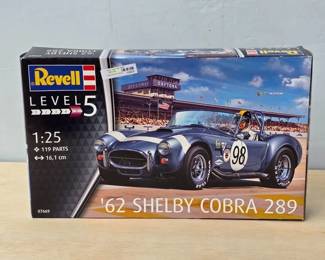 Revell
LEVEL 5
1:25
119 PARTS
16,1 cm
07669
DAYTONA
98
'62 SHELBY COBRA 289